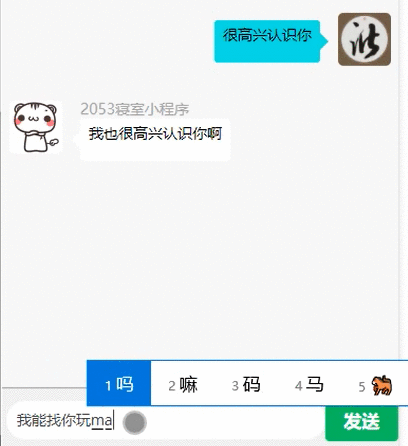 很高兴认识你
2053寝室小程序
我也很高兴认识你啊
1 吗 2 嘛 3 码 4 马 5 🐎
我能找你玩ma
发送